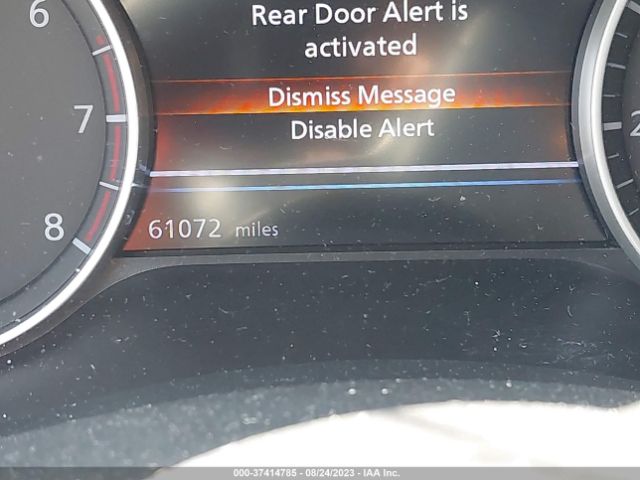 6
Rear Door Alert is
activated
Dismiss Message
7
2
Disable Alert
8
61072 miles
000-37414785 - 08/24/2023 - IAA Inc.